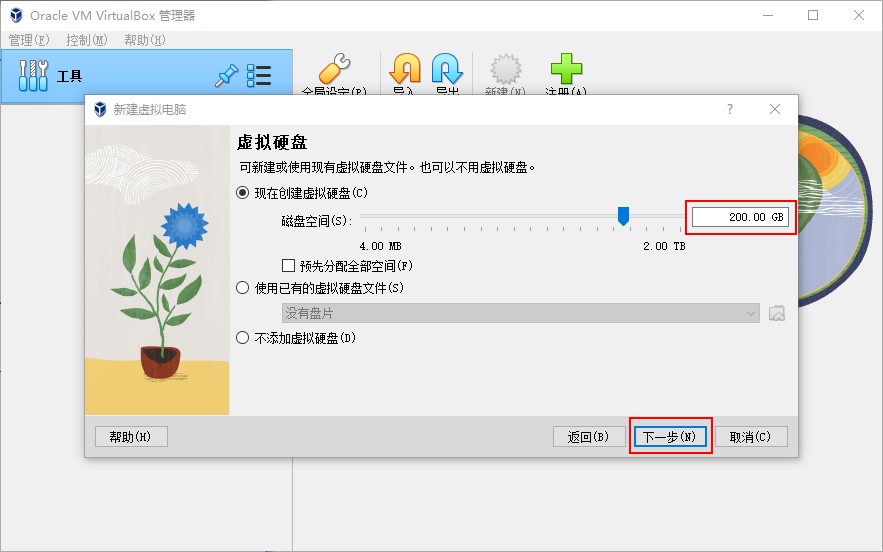 Oracle VM VirtualBox 管理器
管理(F) 控制(M) 帮助(H)
工具
全局设定(P) 导入 导出 新建(N) 注册(A)
新建虚拟电脑
?
虚拟硬盘
可新建或使用现有虚拟硬盘文件。也可以不用虚拟硬盘。
现在创建虚拟硬盘(C)
磁盘空间(S): 200.00 GB
4.00 MB 2.00 TB
预先分配全部空间(F)
使用已有的虚拟硬盘文件(S)
没有盘片
不添加虚拟硬盘(D)
帮助(H) 返回(B) 下一步(N) 取消(C)